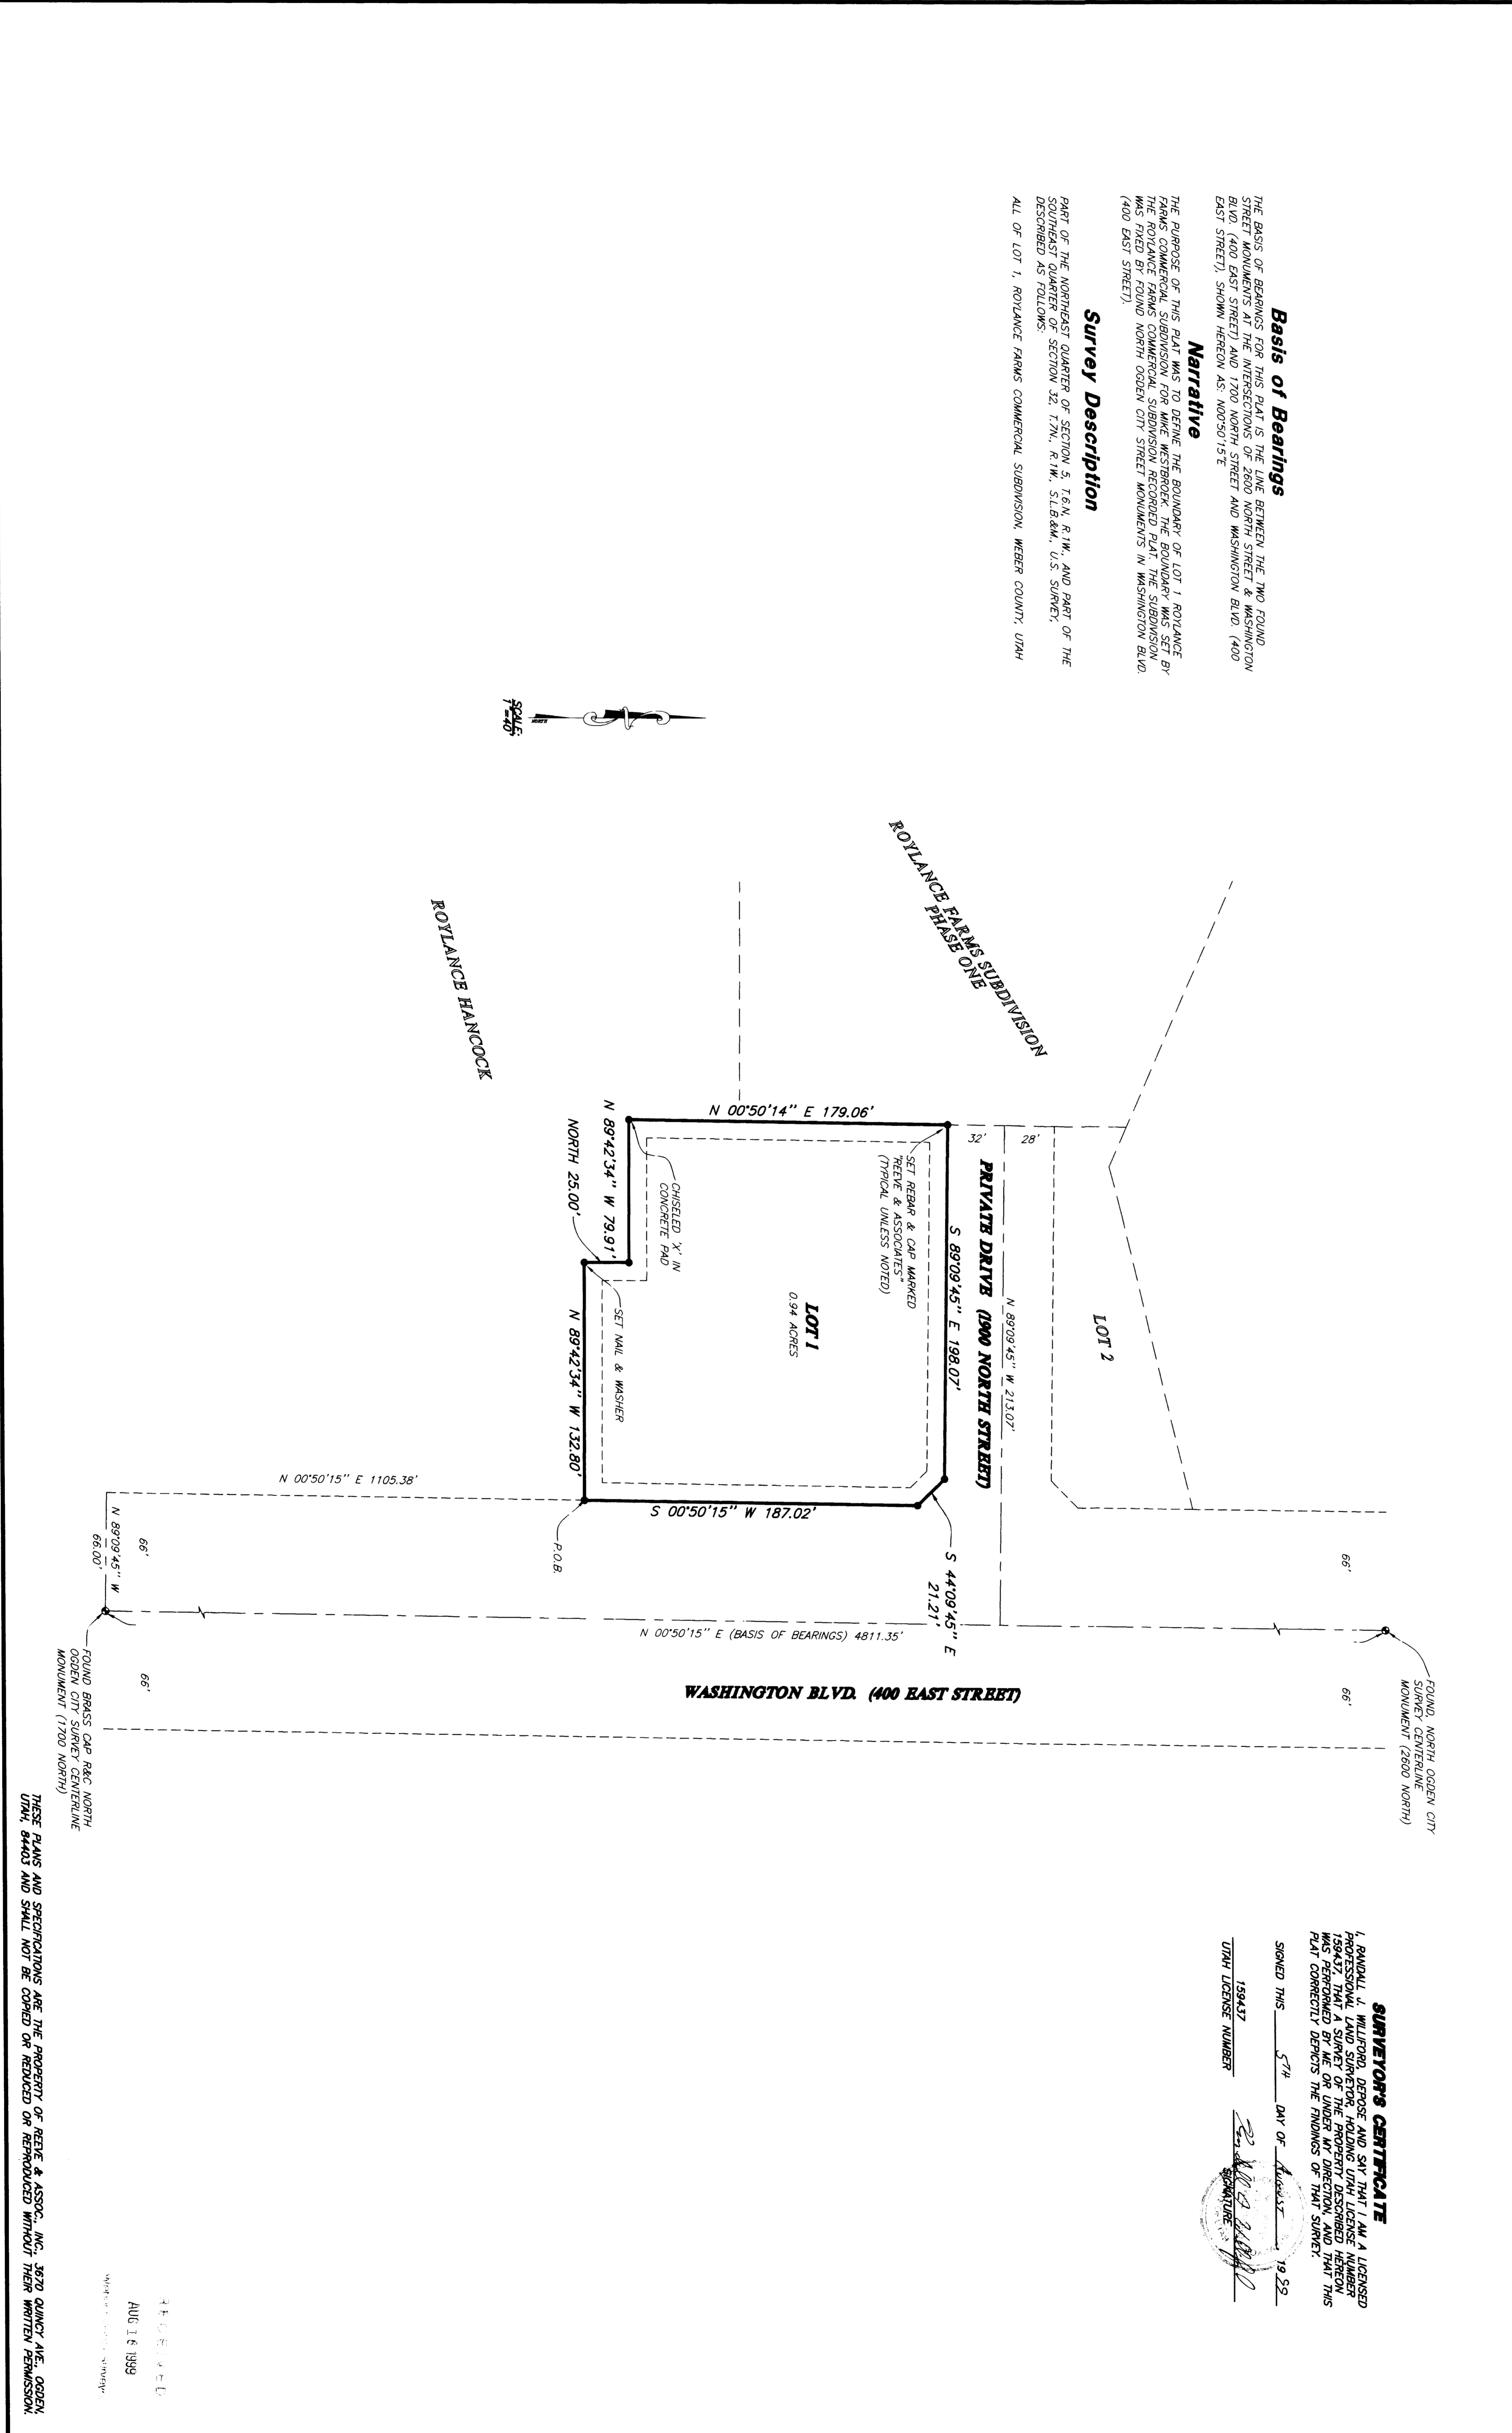 Basis of Bearings
THE BASIS OF BEARINGS FOR THIS PLAT IS THE LINE BETWEEN THE TWO FOUND
STREET MONUMENTS AT THE INTERSECTIONS OF 2600 NORTH STREET & WASHINGTON
BLVD. (400 EAST STREET) AND 1700 NORTH STREET AND WASHINGTON BLVD. (400
EAST STREET), SHOWN HEREON AS: N00°50'15"E
Narrative
THE PURPOSE OF THIS PLAT WAS TO DEFINE THE BOUNDARY OF LOT 1 ROYLANCE
FARMS COMMERCIAL SUBDIVISION FOR MIKE WESTBROEK. THE BOUNDARY WAS SET BY
THE ROYLANCE FARMS COMMERCIAL SUBDIVISION RECORDED PLAT. THE SUBDIVISION
WAS FIXED BY FOUND NORTH OGDEN CITY STREET MONUMENTS IN WASHINGTON BLVD.
(400 EAST STREET).
Survey Description
PART OF THE NORTHEAST QUARTER OF SECTION 5, T.6.N, R.1W., AND PART OF THE
SOUTHEAST QUARTER OF SECTION 32, T.7N., R.1W., S.L.B.&M., U.S. SURVEY,
DESCRIBED AS FOLLOWS:
ALL OF LOT 1, ROYLANCE FARMS COMMERCIAL SUBDIVISION, WEBER COUNTY, UTAH
NORTH
SCALE:
1"=40'
ROYLANCE FARMS SUBDIVISION
PHASE ONE
ROYLANCE HANCOCK
LOT 2
28'
32'
N 89°09'45" W 213.07'
PRIVATE DRIVE (1900 NORTH STREET)
S 89°09'45" E 198.07'
N 00°50'14" E 179.06'
SET REBAR & CAP MARKED
"REEVE & ASSOCIATES"
(TYPICAL UNLESS NOTED)
LOT 1
0.94 ACRES
CHISELED 'X' IN
CONCRETE PAD
SET NAIL & WASHER
N 89°42'34" W 79.91'
NORTH 25.00'
N 89°42'34" W 132.80'
S 00°50'15" W 187.02'
S 44°09'45" E
21.21'
P.O.B.
N 00°50'15" E 1105.38'
N 89°09'45" W
66.00'
66'
66'
66'
66'
N 00°50'15" E (BASIS OF BEARINGS) 4811.35'
WASHINGTON BLVD. (400 EAST STREET)
FOUND, NORTH OGDEN CITY
SURVEY CENTERLINE
MONUMENT (2600 NORTH)
FOUND BRASS CAP R&C NORTH
OGDEN CITY SURVEY CENTERLINE
MONUMENT (1700 NORTH)
SURVEYOR'S CERTIFICATE
I, RANDALL J. WILLIFORD, DEPOSE AND SAY THAT I AM A LICENSED
PROFESSIONAL LAND SURVEYOR, HOLDING UTAH LICENSE NUMBER
159437, THAT A SURVEY OF THE PROPERTY DESCRIBED HEREON
WAS PERFORMED BY ME OR UNDER MY DIRECTION, AND THAT THIS
PLAT CORRECTLY DEPICTS THE FINDINGS OF THAT SURVEY.
SIGNED THIS 5TH DAY OF August, 1999
159437
UTAH LICENSE NUMBER
SIGNATURE
RECEIVED
AUG 16 1999
THESE PLANS AND SPECIFICATIONS ARE THE PROPERTY OF REEVE & ASSOC., INC., 3670 QUINCY AVE., OGDEN,
UTAH, 84403 AND SHALL NOT BE COPIED OR REDUCED OR REPRODUCED WITHOUT THEIR WRITTEN PERMISSION.